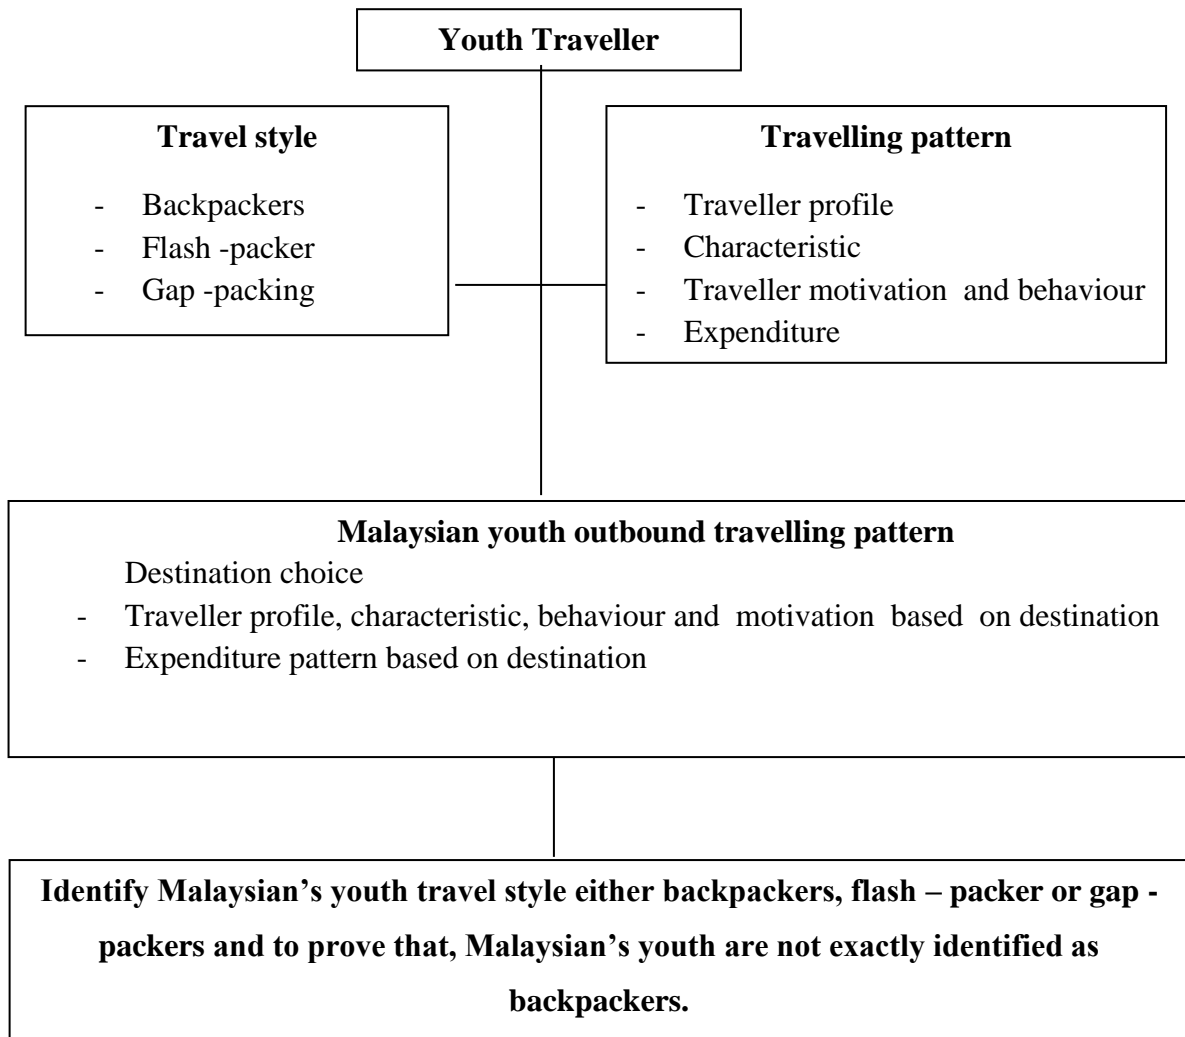 Youth Traveller
Travel style
- Backpackers
- Flash -packer
- Gap -packing
Travelling pattern
- Traveller profile
- Characteristic
- Traveller motivation and behaviour
- Expenditure
Malaysian youth outbound travelling pattern
Destination choice
- Traveller profile, characteristic, behaviour and motivation based on destination
- Expenditure pattern based on destination
Identify Malaysian’s youth travel style either backpackers, flash – packer or gap -
packers and to prove that, Malaysian’s youth are not exactly identified as
backpackers.